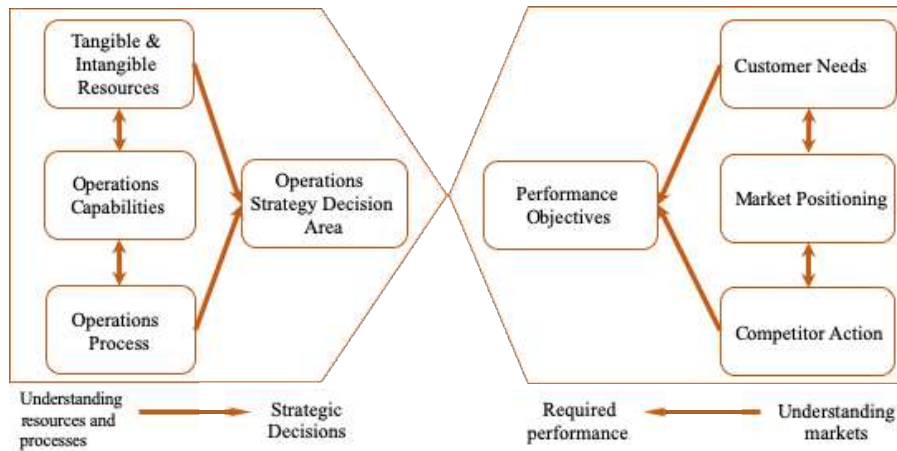 Tangible &
Intangible
Resources
Operations
Capabilities
Operations
Process
Operations
Strategy Decision
Area
Performance
Objectives
Customer Needs
Market Positioning
Competitor Action
Understanding
resources and
processes
Strategic
Decisions
Required
performance
Understanding
markets